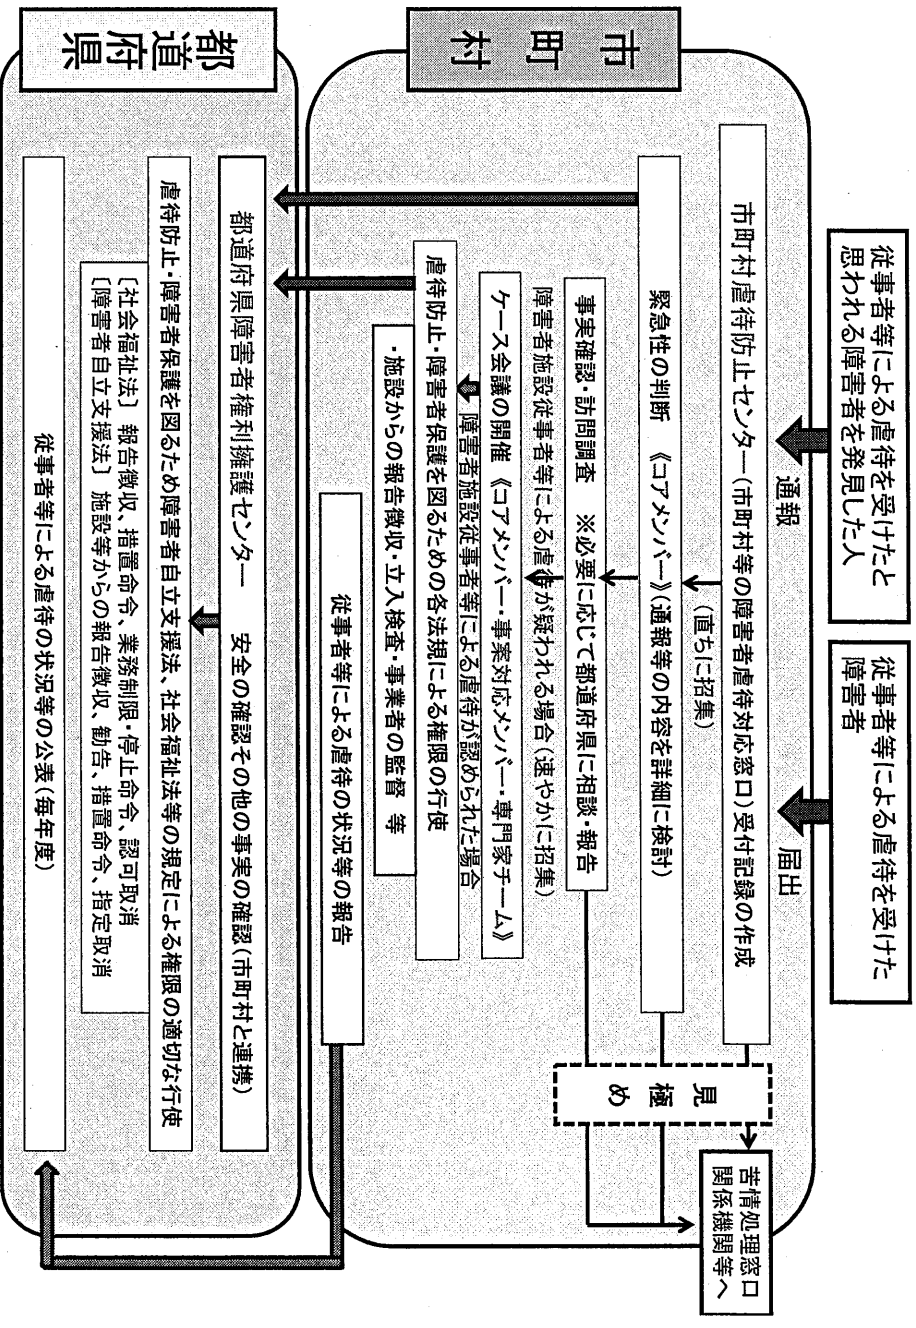 従事者等による虐待を受けたと
思われる障害者を発見した人
従事者等による虐待を受けた
障害者
通報
届出
市町村
市町村虐待防止センター(市町村等の障害者虐待対応窓口)受付記録の作成
(直ちに招集)
緊急性の判断 《コアメンバー》(通報等の内容を詳細に検討)
事実確認・訪問調査 ※必要に応じて都道府県に相談・報告
障害者施設従事者等による虐待が疑われる場合(速やかに招集)
ケース会議の開催 《コアメンバー・事案対応メンバー・専門家チーム》
障害者施設従事者等による虐待が認められた場合
虐待防止・障害者保護を図るための各法規による権限の行使
・施設からの報告徴収・立入検査・事業者の監督 等
従事者等による虐待の状況等の報告
見極め
苦情処理窓口
関係機関等へ
都道府県
都道府県障害者権利擁護センター 安全の確認その他の事実の確認(市町村と連携)
虐待防止・障害者保護を図るため障害者自立支援法、社会福祉法等の規定による権限の適切な行使
[社会福祉法] 報告徴収、措置命令、業務制限・停止命令、認可取消
[障害者自立支援法] 施設等からの報告徴収、勧告、措置命令、指定取消
従事者等による虐待の状況等の公表(毎年度)